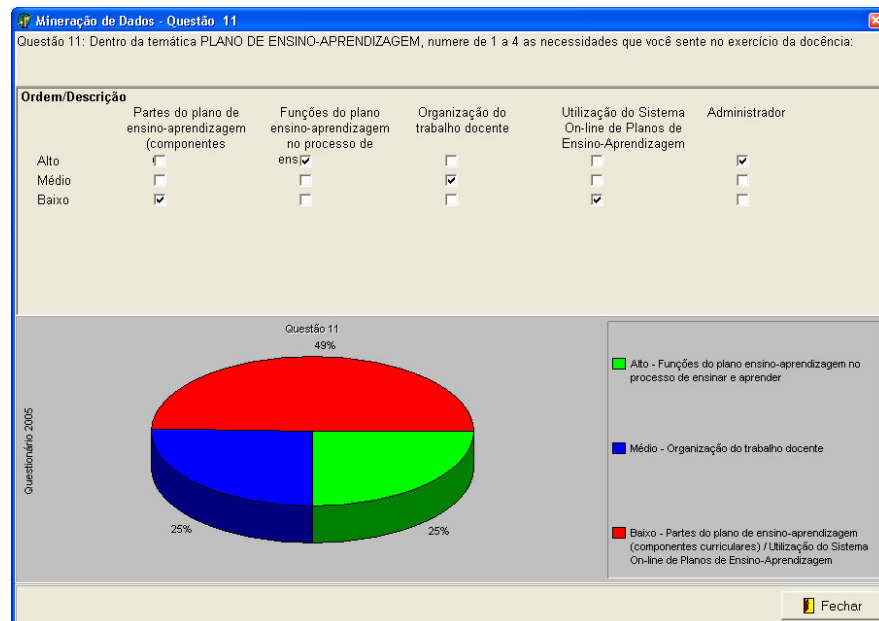 Mineração de Dados - Questão 11
Questão 11: Dentro da temática PLANO DE ENSINO-APRENDIZAGEM, numere de 1 a 4 as necessidades que você sente no exercício da docência:
Ordem/Descrição
Partes do plano de
ensino-aprendizagem
(componentes
Funções do plano
ensino-aprendizagem
no processo de
ens
Organização do
trabalho docente
Utilização do Sistema
On-line de Planos de
Ensino-Aprendizagem
Administrador
Alto
Médio
Baixo
Questão 11
49%
25%
25%
Questionário 2005
Alto - Funções do plano ensino-aprendizagem no
processo de ensinar e aprender
Médio - Organização do trabalho docente
Baixo - Partes do plano de ensino-aprendizagem
(componentes curriculares) / Utilização do Sistema
On-line de Planos de Ensino-Aprendizagem
Fechar